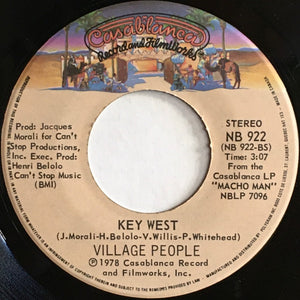 Casablanca
Record and FilmWorks, Inc.
Prod: Jacques
Morali for Can't
Stop Productions,
Inc. Exec. Prod:
Henri Belolo
Can't Stop Music
(BMI)
STEREO
NB 922
(NB 922-BS)
Time: 3:07
From the
Casablanca LP
"MACHO MAN"
NBLP 7096
KEY WEST
(J.Morali-H.Belolo-V.Willis-P.Whitehead)
VILLAGE PEOPLE
℗ 1978 Casablanca Record
and Filmworks, Inc.